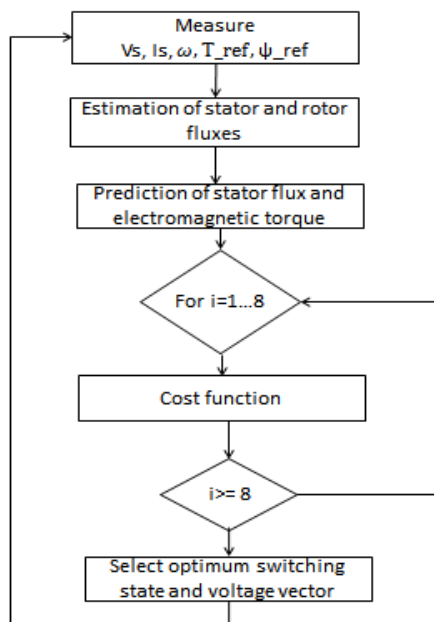 Measure
Vs, Is, ω, T_ref, ψ_ref
Estimation of stator and rotor
fluxes
Prediction of stator flux and
electromagnetic torque
For i=1...8
Cost function
i>= 8
Select optimum switching
state and voltage vector